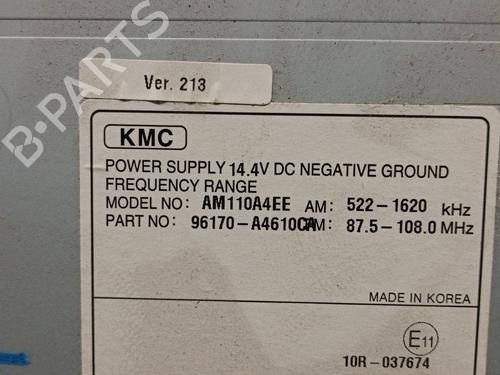 B-PARTS
Ver. 213
KMC
POWER SUPPLY 14.4V DC NEGATIVE GROUND
FREQUENCY RANGE
MODEL NO: AM110A4EE AM: 522-1620 kHz
PART NO: 96170-A4610CA FM: 87.5-108.0 MHz
MADE IN KOREA
E11
10R-037674